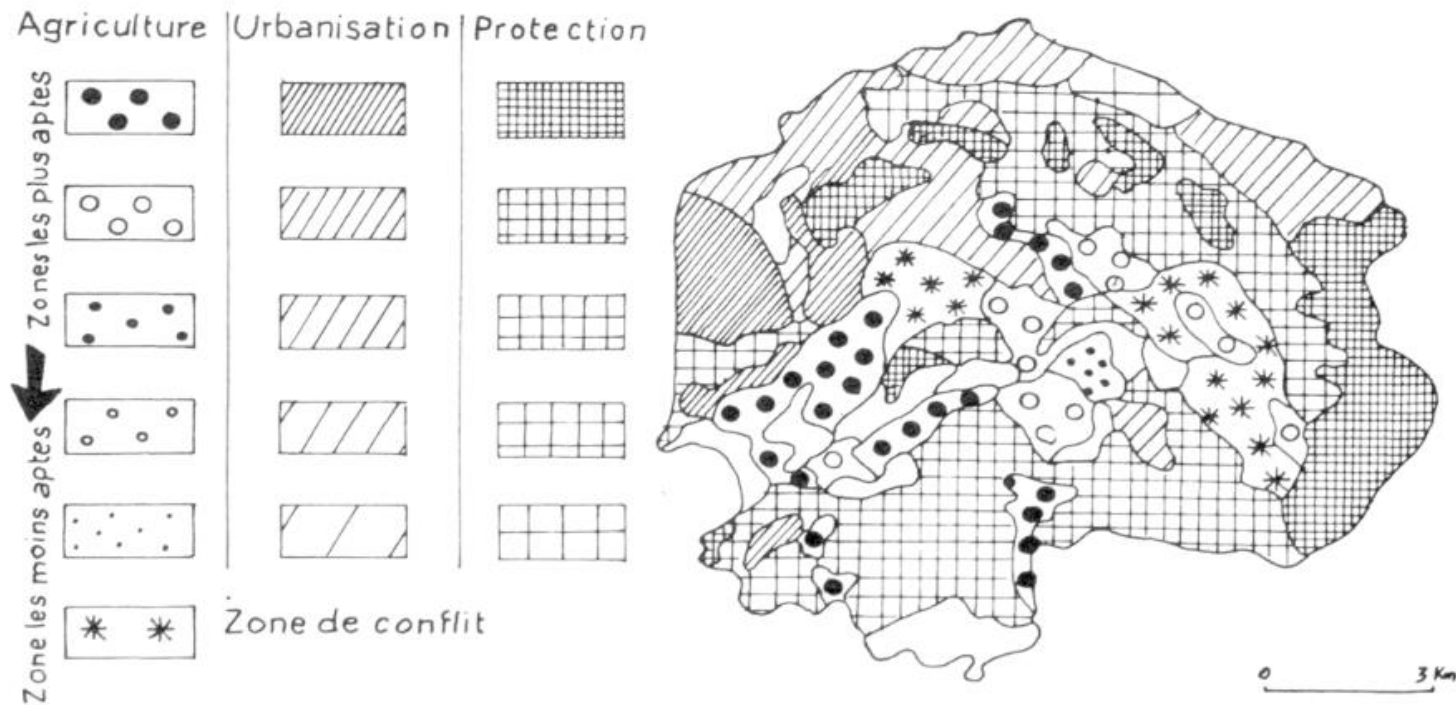 Agriculture
Urbanisation
Protection
Zones les plus aptes
Zone les moins aptes
Zone de conflit
0 3 Km